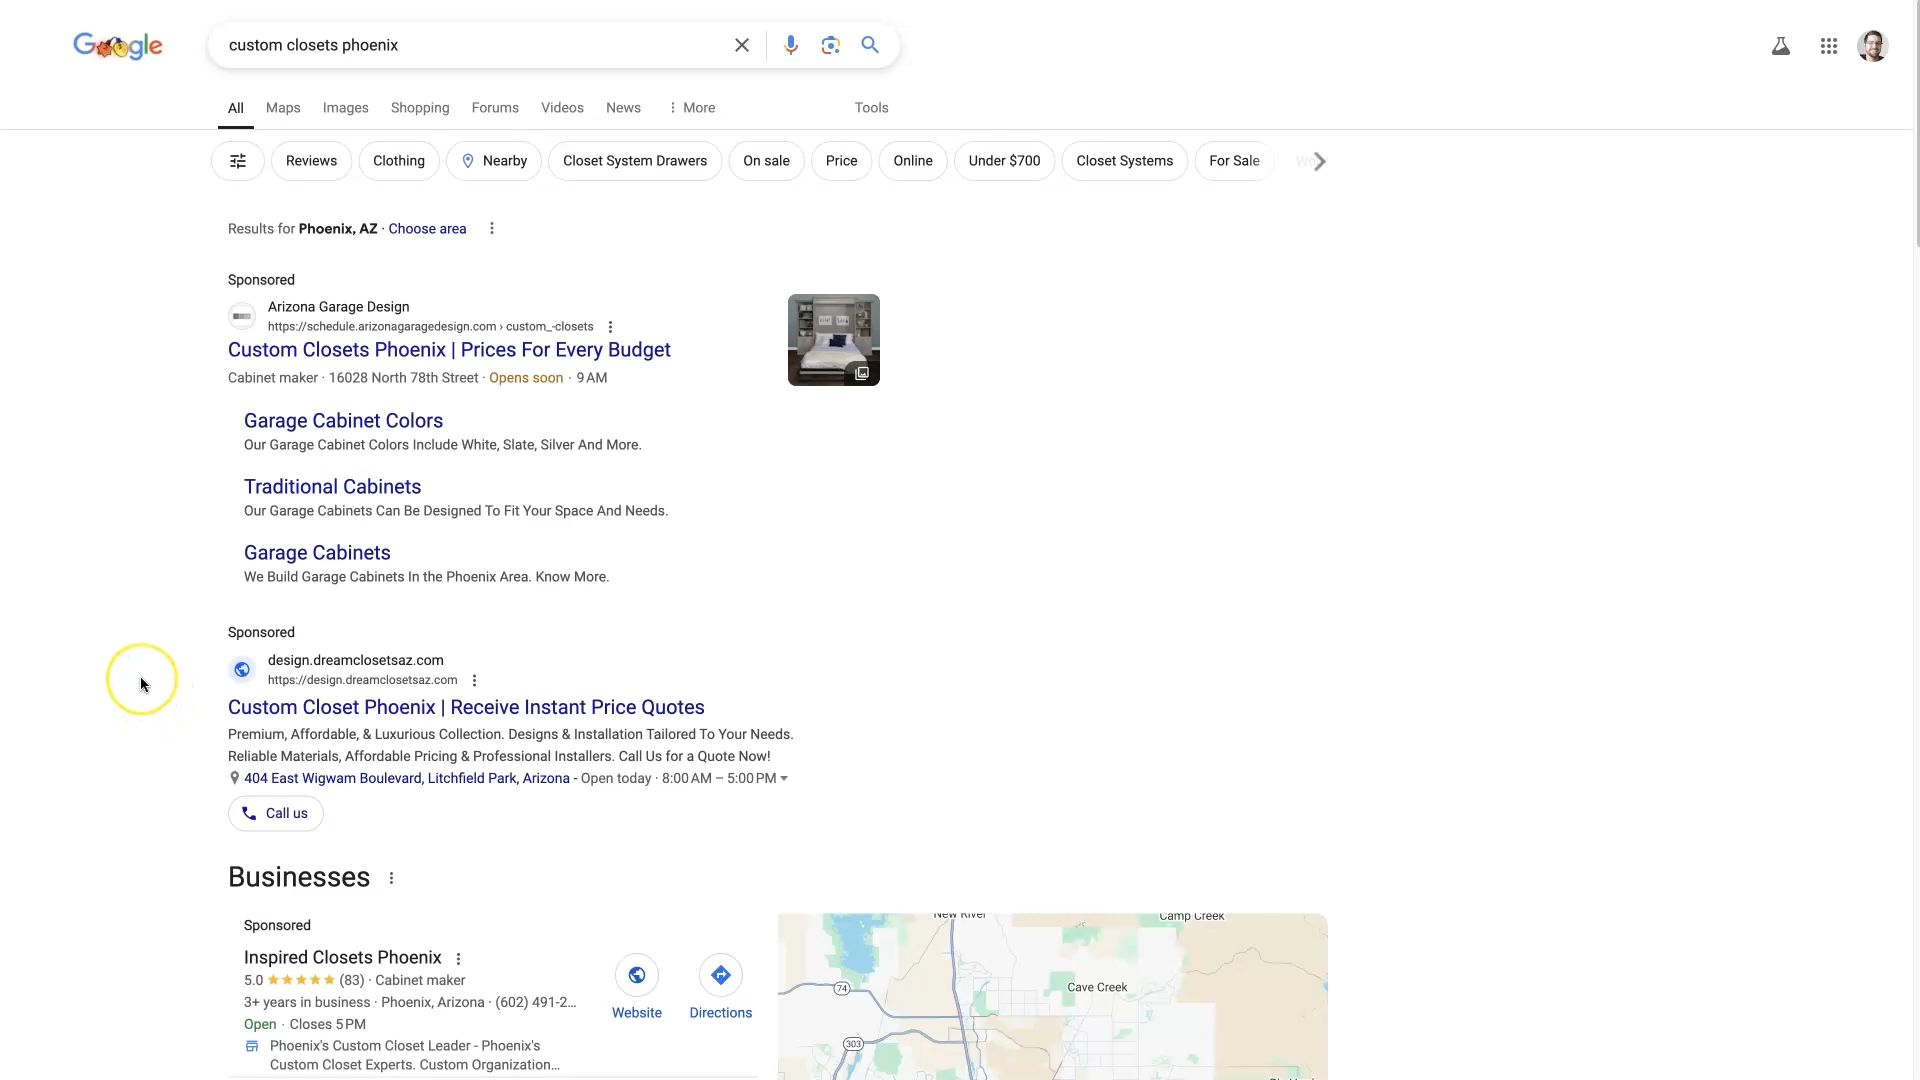 Google
custom closets phoenix
All Maps Images Shopping Forums Videos News More Tools
Reviews Clothing Nearby Closet System Drawers On sale Price Online Under $700 Closet Systems For Sale
Results for Phoenix, AZ · Choose area
Sponsored
Arizona Garage Design
https://schedule.arizonagaragedesign.com › custom_-closets
Custom Closets Phoenix | Prices For Every Budget
Cabinet maker · 16028 North 78th Street · Opens soon · 9 AM
Garage Cabinet Colors
Our Garage Cabinet Colors Include White, Slate, Silver And More.
Traditional Cabinets
Our Garage Cabinets Can Be Designed To Fit Your Space And Needs.
Garage Cabinets
We Build Garage Cabinets In the Phoenix Area. Know More.
Sponsored
design.dreamclosetsaz.com
https://design.dreamclosetsaz.com
Custom Closet Phoenix | Receive Instant Price Quotes
Premium, Affordable, & Luxurious Collection. Designs & Installation Tailored To Your Needs.
Reliable Materials, Affordable Pricing & Professional Installers. Call Us for a Quote Now!
404 East Wigwam Boulevard, Litchfield Park, Arizona - Open today · 8:00 AM – 5:00 PM
Call us
Businesses
Sponsored
Inspired Closets Phoenix
5.0 (83) · Cabinet maker
3+ years in business · Phoenix, Arizona · (602) 491-2...
Open · Closes 5 PM
Phoenix's Custom Closet Leader - Phoenix's
Custom Closet Experts. Custom Organization...
Website
Directions
New River
Camp Creek
74
Cave Creek
303